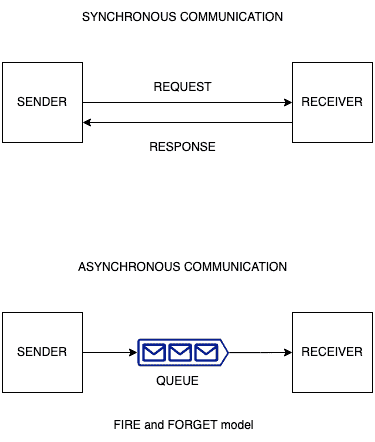 SYNCHRONOUS COMMUNICATION
REQUEST
SENDER
RECEIVER
RESPONSE
ASYNCHRONOUS COMMUNICATION
SENDER
RECEIVER
QUEUE
FIRE and FORGET model